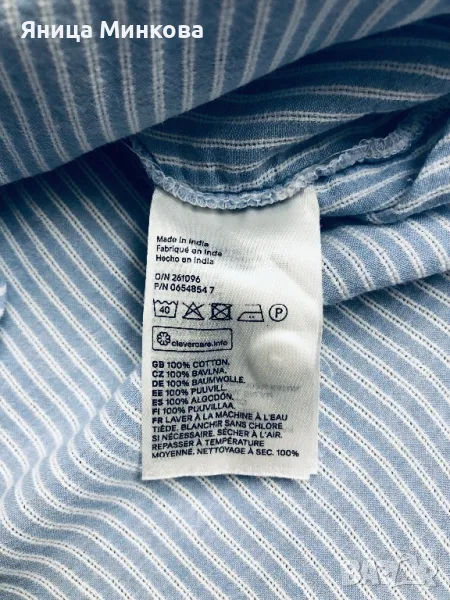 Яница Минкова
Made in India
Fabriqué en Inde
Hecho en India
O/N 261096
P/N 0654854 7
40 P
clevercare.info
GB 100% COTTON,
CZ 100% BAVLNA,
DE 100% BAUMWOLLE,
EE 100% PUUVILL,
ES 100% ALGODÓN,
FI 100% PUUVILLAA,
FR LAVER À LA MACHINE À L'EAU
TIÈDE. BLANCHIR SANS CHLORE
SI NÉCESSAIRE. SÉCHER À L'AIR.
REPASSER À TEMPÉRATURE
MOYENNE. NETTOYAGE À SEC. 100%
BAZAR